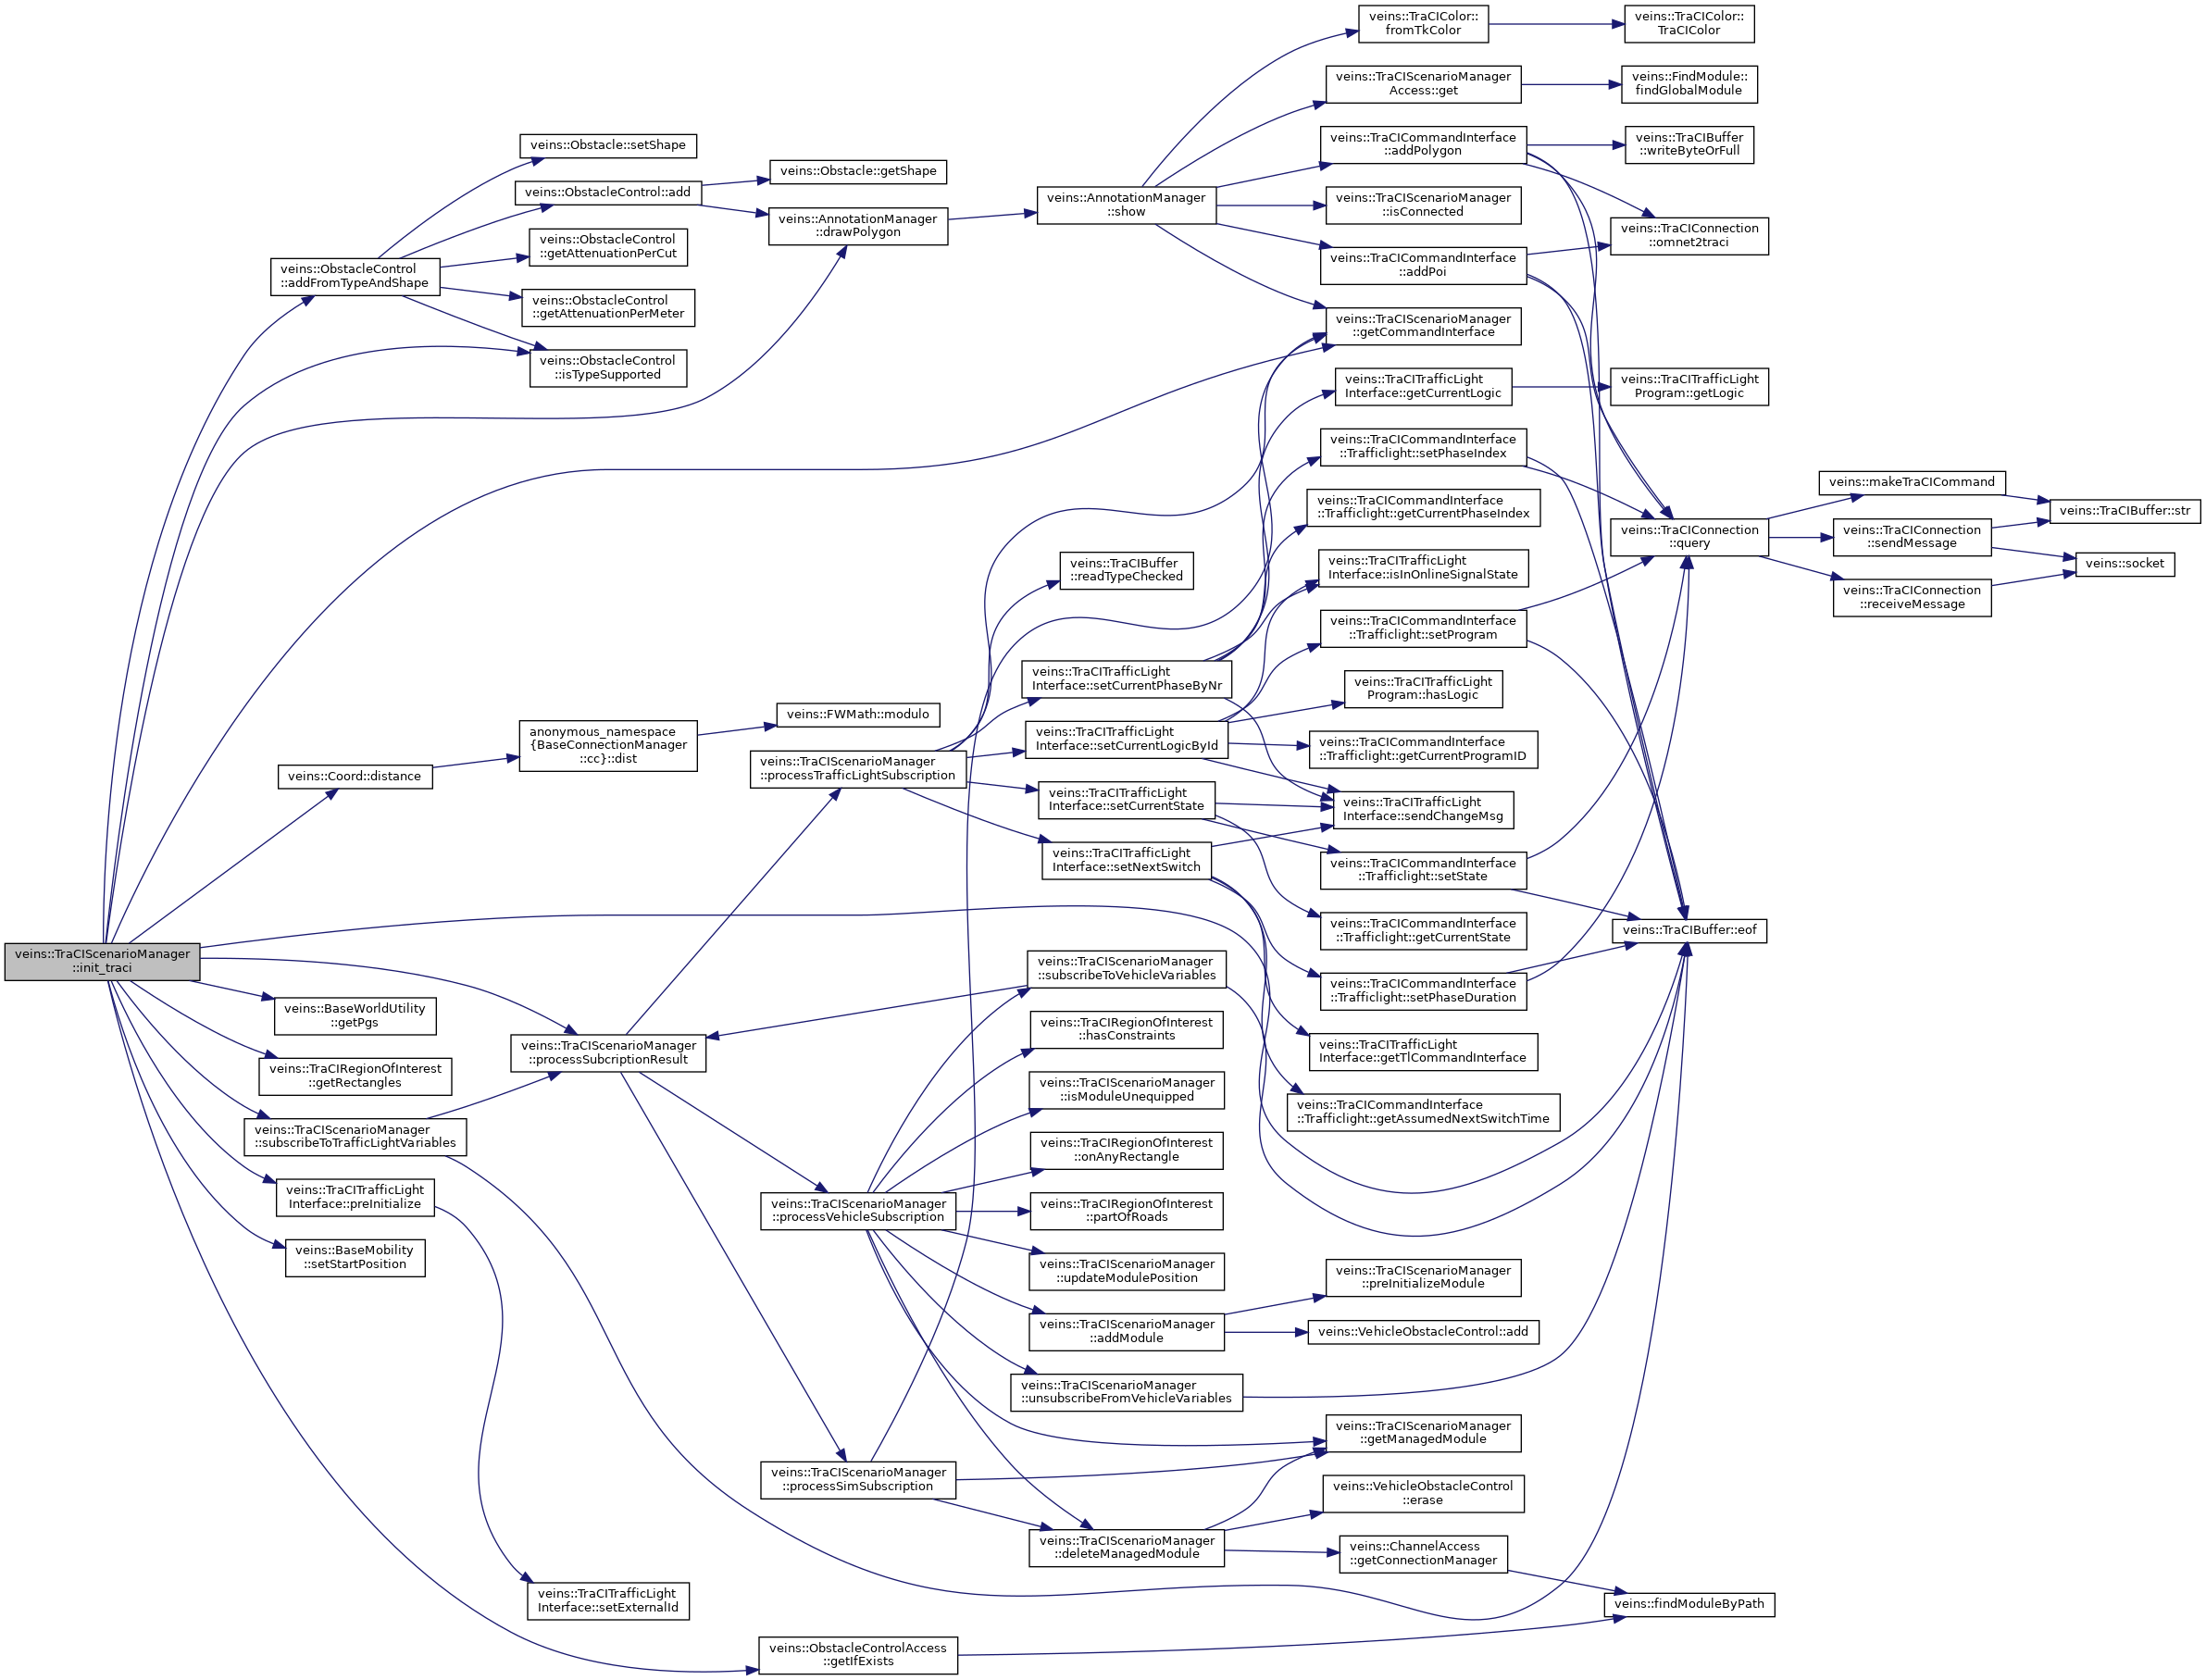 veins::TraCIScenarioManager
::init_traci
veins::ObstacleControl
::addFromTypeAndShape
veins::Coord::distance
veins::BaseWorldUtility
::getPgs
veins::TraCIRegionOfInterest
::getRectangles
veins::TraCIScenarioManager
::subscribeToTrafficLightVariables
veins::TraCITrafficLight
Interface::preInitialize
veins::BaseMobility
::setStartPosition
veins::Obstacle::setShape
veins::ObstacleControl::add
veins::ObstacleControl
::getAttenuationPerCut
veins::ObstacleControl
::getAttenuationPerMeter
veins::ObstacleControl
::isTypeSupported
anonymous_namespace
{BaseConnectionManager
.cc}::dist
veins::TraCIScenarioManager
::processSubcriptionResult
veins::TraCITrafficLight
Interface::setExternalId
veins::Obstacle::getShape
veins::AnnotationManager
::drawPolygon
veins::FWMath::modulo
veins::TraCIScenarioManager
::processTrafficLightSubscription
veins::TraCIScenarioManager
::processVehicleSubscription
veins::TraCIScenarioManager
::processSimSubscription
veins::ObstacleControlAccess
::getIfExists
veins::AnnotationManager
::show
veins::TraCIBuffer
::readTypeChecked
veins::TraCITrafficLight
Interface::setCurrentPhaseByNr
veins::TraCITrafficLight
Interface::setCurrentLogicById
veins::TraCITrafficLight
Interface::setCurrentState
veins::TraCITrafficLight
Interface::setNextSwitch
veins::TraCIScenarioManager
::subscribeToVehicleVariables
veins::TraCIRegionOfInterest
::hasConstraints
veins::TraCIScenarioManager
::isModuleUnequipped
veins::TraCIRegionOfInterest
::onAnyRectangle
veins::TraCIRegionOfInterest
::partOfRoads
veins::TraCIScenarioManager
::updateModulePosition
veins::TraCIScenarioManager
::addModule
veins::TraCIScenarioManager
::unsubscribeFromVehicleVariables
veins::TraCIScenarioManager
::deleteManagedModule
veins::TraCIColor::
fromTkColor
veins::TraCIScenarioManager
Access::get
veins::TraCICommandInterface
::addPolygon
veins::TraCIScenarioManager
::isConnected
veins::TraCICommandInterface
::addPoi
veins::TraCIScenarioManager
::getCommandInterface
veins::TraCITrafficLight
Interface::getCurrentLogic
veins::TraCICommandInterface
::Trafficlight::setPhaseIndex
veins::TraCICommandInterface
::Trafficlight::getCurrentPhaseIndex
veins::TraCITrafficLight
Interface::isInOnlineSignalState
veins::TraCICommandInterface
::Trafficlight::setProgram
veins::TraCITrafficLight
Program::hasLogic
veins::TraCICommandInterface
::Trafficlight::getCurrentProgramID
veins::TraCITrafficLight
Interface::sendChangeMsg
veins::TraCICommandInterface
::Trafficlight::setState
veins::TraCICommandInterface
::Trafficlight::getCurrentState
veins::TraCICommandInterface
::Trafficlight::setPhaseDuration
veins::TraCITrafficLight
Interface::getTlCommandInterface
veins::TraCICommandInterface
::Trafficlight::getAssumedNextSwitchTime
veins::TraCIScenarioManager
::preInitializeModule
veins::VehicleObstacleControl::add
veins::TraCIScenarioManager
::getManagedModule
veins::VehicleObstacleControl
::erase
veins::ChannelAccess
::getConnectionManager
veins::TraCIColor::
TraCIColor
veins::FindModule::
findGlobalModule
veins::TraCIBuffer
::writeByteOrFull
veins::TraCIConnection
::omnet2traci
veins::TraCITrafficLight
Program::getLogic
veins::TraCIConnection
::query
veins::TraCIBuffer::eof
veins::findModuleByPath
veins::makeTraCICommand
veins::TraCIConnection
::sendMessage
veins::TraCIConnection
::receiveMessage
veins::TraCIBuffer::str
veins::socket